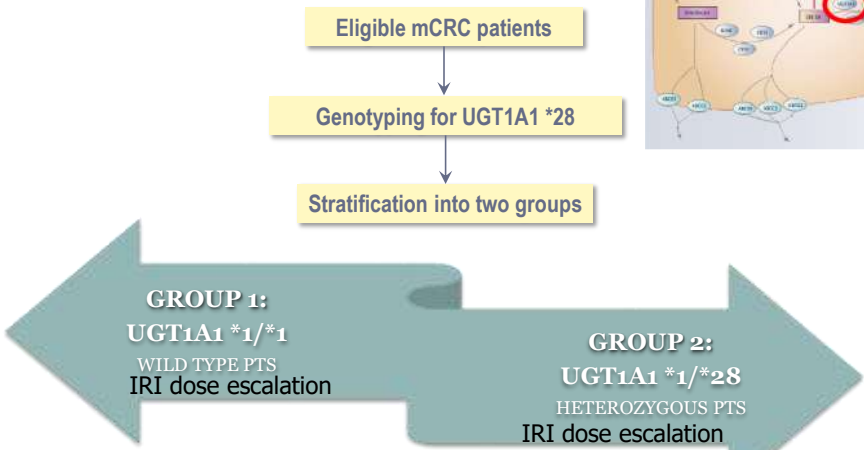 Eligible mCRC patients
Genotyping for UGT1A1 *28
Stratification into two groups
GROUP 1:
UGT1A1 *1/*1
WILD TYPE PTS
IRI dose escalation
GROUP 2:
UGT1A1 *1/*28
HETEROZYGOUS PTS
IRI dose escalation